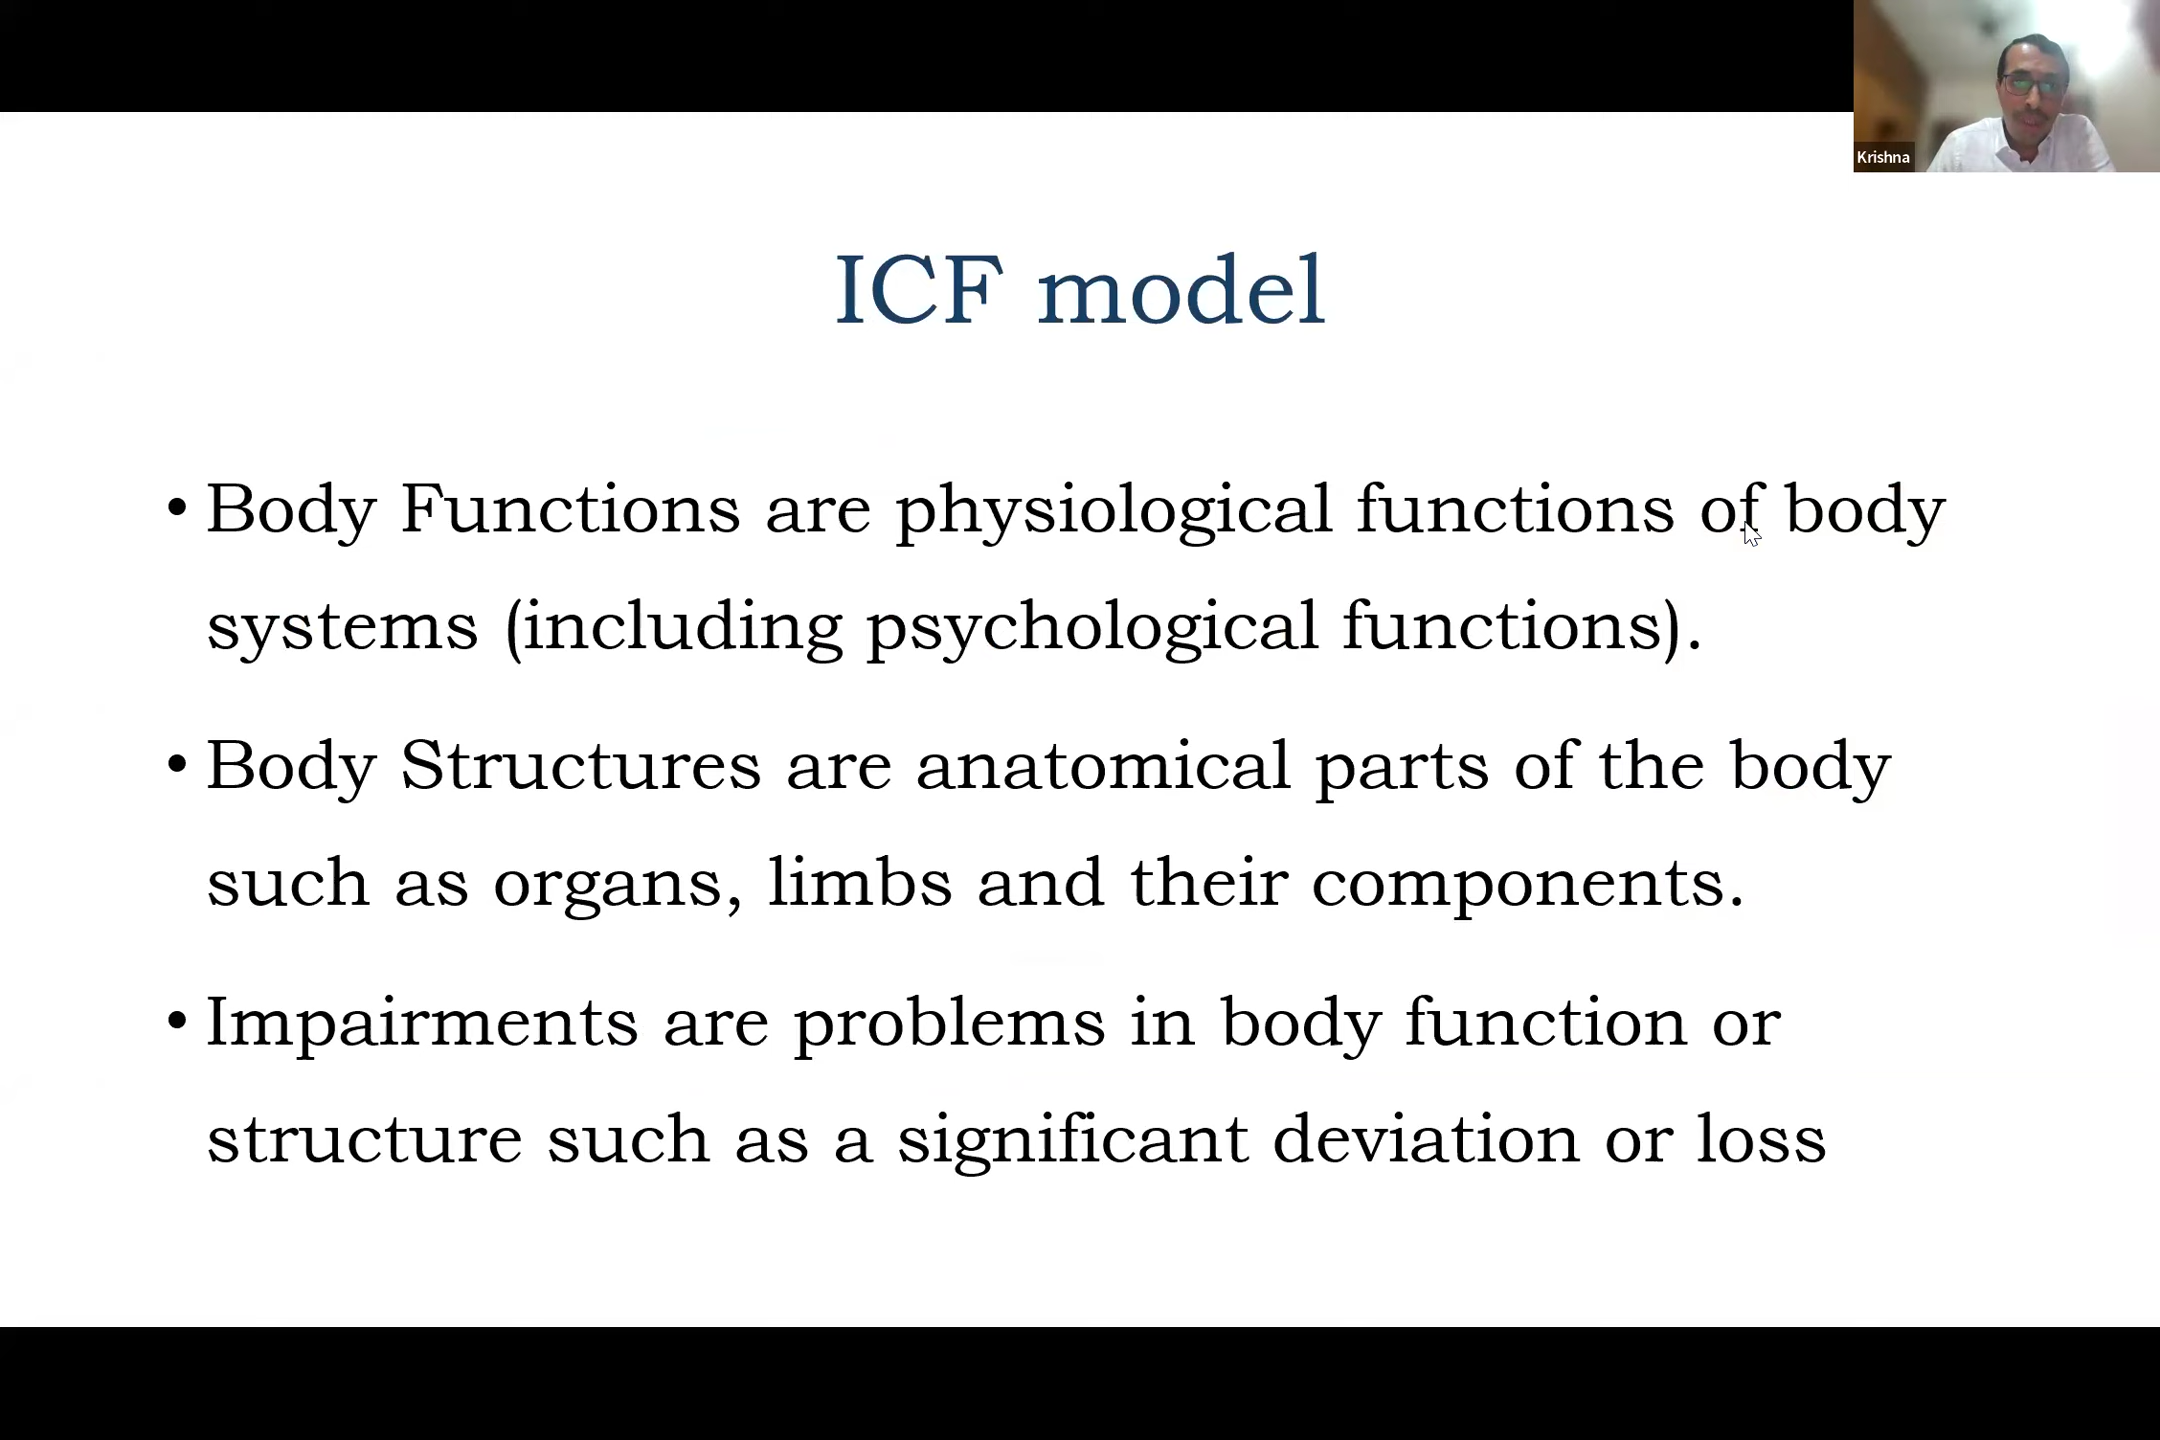 Krishna
ICF model
• Body Functions are physiological functions of body
systems (including psychological functions).
• Body Structures are anatomical parts of the body
such as organs, limbs and their components.
• Impairments are problems in body function or
structure such as a significant deviation or loss